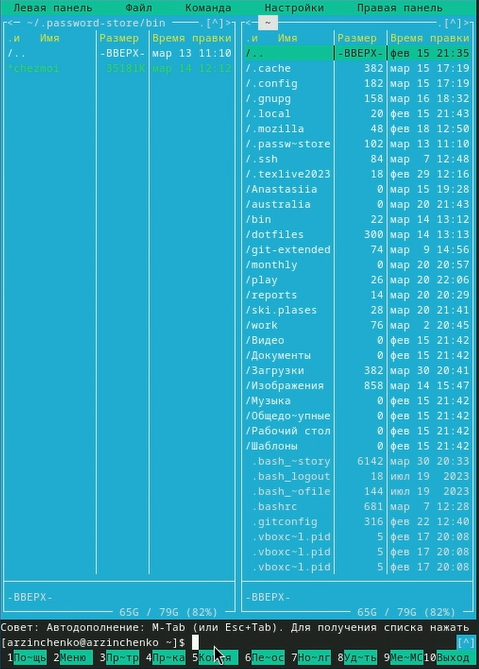 Левая панель Файл Команда Настройки Правая панель
<─ ~/.password-store/bin ─.[^]>
.и Имя Размер Время правки
/.. -ВВЕРХ- мар 13 11:10
*chezmoi 35181K мар 14 12:12
-ВВЕРХ-
65G / 79G (82%)
<─ ~ ─.[^]>
.и Имя Размер Время правки
/.. -ВВЕРХ- фев 15 21:35
/.cache 382 мар 15 17:19
/.config 182 мар 15 17:19
/.gnupg 158 мар 16 18:32
/.local 20 фев 15 21:43
/.mozilla 48 фев 18 12:50
/.passw~store 102 мар 13 11:10
/.ssh 84 мар 7 12:48
/.texlive2023 18 фев 29 12:16
/Anastasiia 0 мар 15 19:28
/australia 0 мар 20 21:43
/bin 22 мар 14 13:12
/dotfiles 300 мар 14 13:13
/git-extended 74 мар 9 14:56
/monthly 0 мар 20 20:57
/play 26 мар 20 22:06
/reports 14 мар 20 20:29
/ski.plases 28 мар 20 21:41
/work 76 мар 2 20:45
/Видео 0 фев 15 21:42
/Документы 0 фев 15 21:42
/Загрузки 382 мар 30 20:41
/Изображения 858 мар 14 15:47
/Музыка 0 фев 15 21:42
/Общедо~упные 0 фев 15 21:42
/Рабочий стол 0 фев 15 21:42
/Шаблоны 0 фев 15 21:42
.bash_~story 6142 мар 30 20:33
.bash_logout 18 июл 19 2023
.bash_~ofile 144 июл 19 2023
.bashrc 681 мар 7 12:28
.gitconfig 316 фев 22 12:40
.vboxc~l.pid 5 фев 17 20:08
.vboxc~l.pid 5 фев 17 20:08
.vboxc~l.pid 5 фев 17 20:08
-ВВЕРХ-
65G / 79G (82%)
Совет: Автодополнение: M-Tab (или Esc+Tab). Для получения списка нажать
[arzinchenko@arzinchenko ~]$ [^]
1По~щь 2Меню 3Пр~тр 4Пр~ка 5Копия 6Пе~ос 7Но~лг 8Уд~ть 9Ме~MC 10Выход